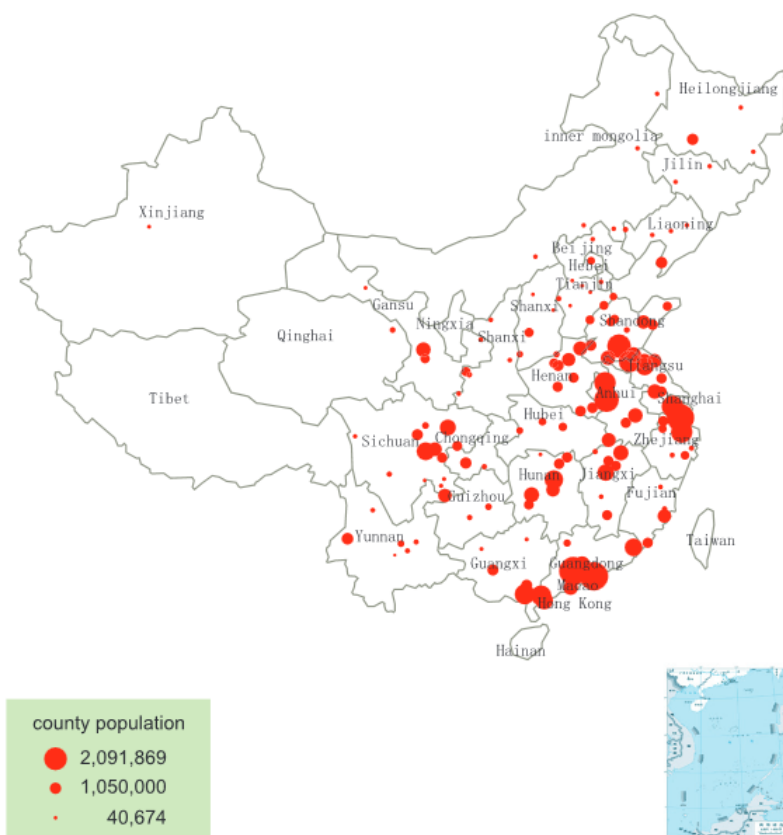 Heilongjiang
inner mongolia
Jilin
Xinjiang
Liaoning
Beijing
Hebei
Tianjin
Gansu
Ningxia
Shanxi
Shanxi
Shandong
Qinghai
Jiangsu
Henan
Tibet
Anhui
Shanghai
Hubei
Sichuan
Chongqing
Zhejiang
Hunan
Jiangxi
Guizhou
Fujian
Yunnan
Taiwan
Guangxi
Guangdong
Macao
Hong Kong
Hainan
county population
2,091,869
1,050,000
40,674